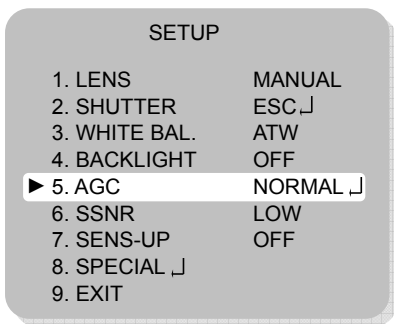 SETUP
1. LENS MANUAL
2. SHUTTER ESC↵
3. WHITE BAL. ATW
4. BACKLIGHT OFF
► 5. AGC NORMAL ↵
6. SSNR LOW
7. SENS-UP OFF
8. SPECIAL ↵
9. EXIT